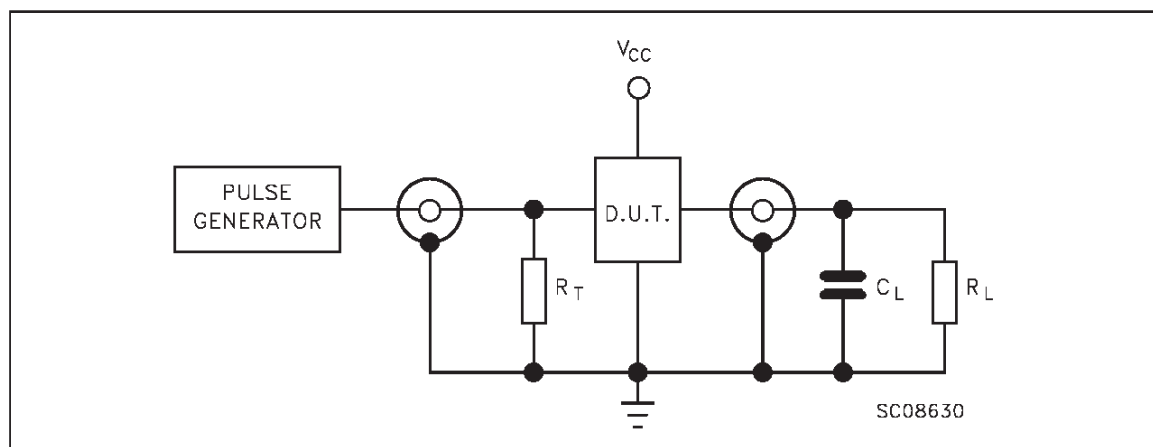 VCC
PULSE
GENERATOR
D.U.T.
RT
CL
RL
SC08630